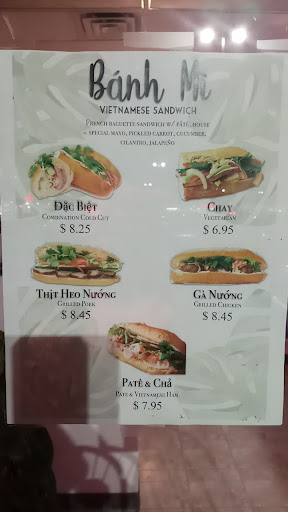 Bánh Mì
VIETNAMESE SANDWICH
FRENCH BAGUETTE SANDWICH W/ PÂTÉ, HOUSE
SPECIAL MAYO, PICKLED CARROT, CUCUMBER,
CILANTRO, JALAPEÑO
ĐẶC BIỆT
COMBINATION COLD CUT
$ 8.25
CHAY
VEGETARIAN
$ 6.95
THỊT HEO NƯỚNG
GRILLED PORK
$ 8.45
GÀ NƯỚNG
GRILLED CHICKEN
$ 8.45
PATÊ & CHẢ
PATE & VIETNAMESE HAM
$ 7.95